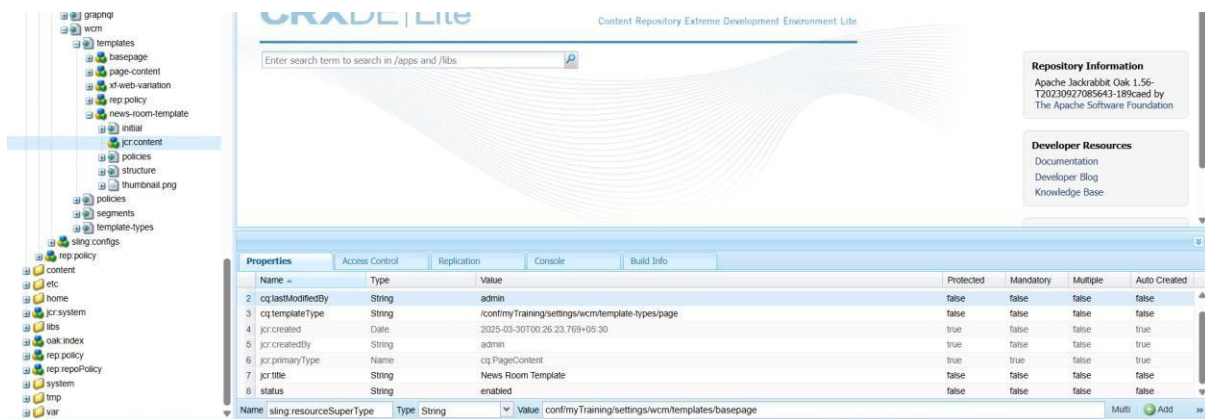 graphql
wcm
templates
basepage
page-content
xf-web-variation
rep:policy
news-room-template
initial
jcr:content
policies
structure
thumbnail.png
policies
segments
template-types
sling:configs
rep:policy
content
etc
home
jcr:system
libs
oak:index
rep:policy
rep:repoPolicy
system
tmp
var
CRXDE | Lite
Content Repository Extreme Development Environment Lite
Enter search term to search in /apps and /libs
Repository Information
Apache Jackrabbit Oak 1.56-
T20230927085643-189caed by
The Apache Software Foundation
Developer Resources
Documentation
Developer Blog
Knowledge Base
Properties Access Control Replication Console Build Info
Name Type Value Protected Mandatory Multiple Auto Created
2 cq:lastModifiedBy String admin false false false false
3 cq:templateType String /conf/myTraining/settings/wcm/template-types/page false false false false
4 jcr:created Date 2025-03-30T00:26:23.769+05:30 true false false true
5 jcr:createdBy String admin true false false true
6 jcr:primaryType Name cq:PageContent true true false true
7 jcr:title String News Room Template false false false false
8 status String enabled false false false false
Name sling:resourceSuperType Type String Value conf/myTraining/settings/wcm/templates/basepage Multi Add »